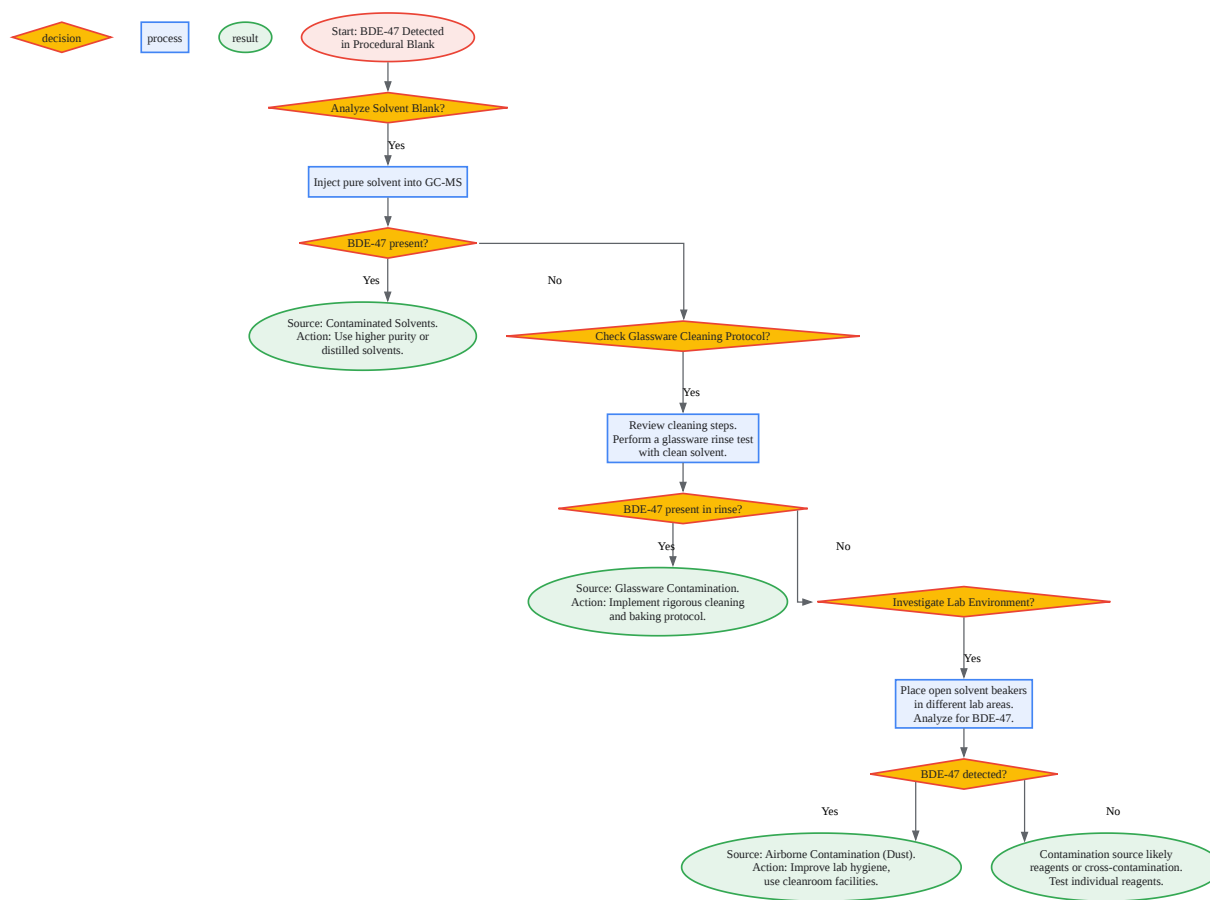 decision
process
result
Start: BDE-47 Detected
in Procedural Blank
Analyze Solvent Blank?
Yes
Inject pure solvent into GC-MS
BDE-47 present?
Yes
No
Source: Contaminated Solvents.
Action: Use higher purity or
distilled solvents.
Check Glassware Cleaning Protocol?
Yes
Review cleaning steps.
Perform a glassware rinse test
with clean solvent.
BDE-47 present in rinse?
Yes
No
Source: Glassware Contamination.
Action: Implement rigorous cleaning
and baking protocol.
Investigate Lab Environment?
Yes
Place open solvent beakers
in different lab areas.
Analyze for BDE-47.
BDE-47 detected?
Yes
No
Source: Airborne Contamination (Dust).
Action: Improve lab hygiene,
use cleanroom facilities.
Contamination source likely
reagents or cross-contamination.
Test individual reagents.